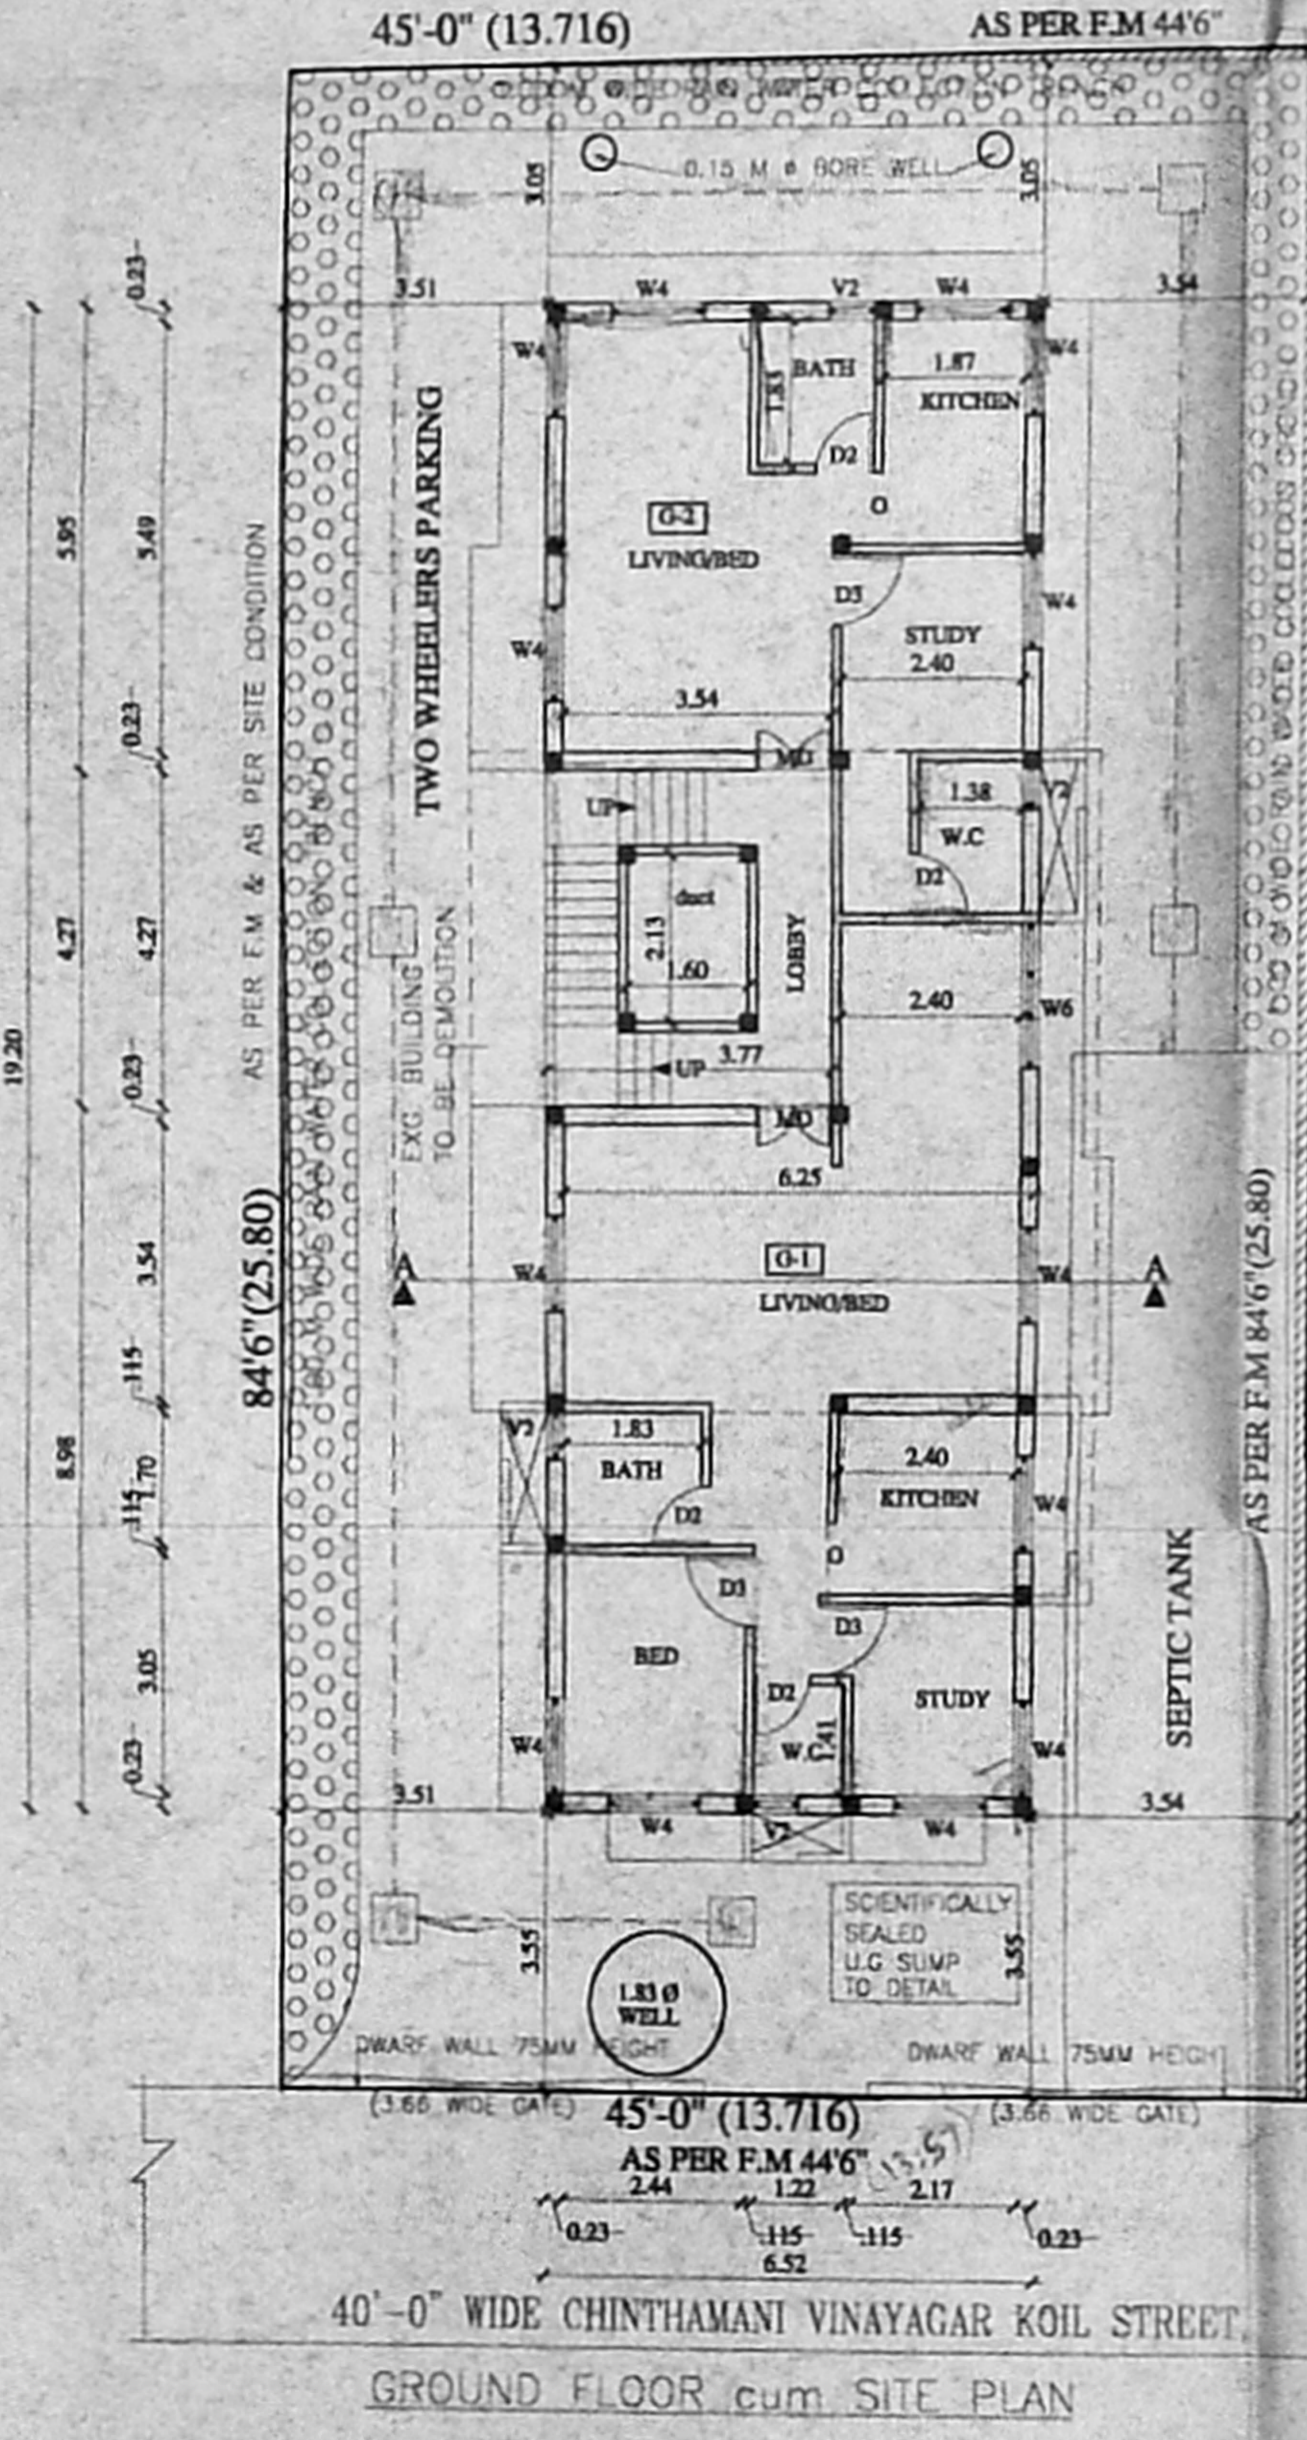 45'-0" (13.716)
AS PER F.M 44'6"
3.05
0.15 M ø BORE WELL
3.05
0.23
3.51
W4
V2
W4
3.54
W4
BATH
1.87
W4
1.83
KITCHEN
D2
TWO WHEELERS PARKING
G-2
O
LIVING/BED
5.95
5.49
D3
W4
STUDY
W4
2.40
3.54
0.23
AS PER F.M & AS PER SITE CONDITION
UP
1.38
V2
W.C
D2
duct
2.13
1.60
LOBBY
4.27
4.27
EXG BUILDING
TO BE DEMOLITION
2.40
W6
19.20
0.23
3.77
UP
MD
6.25
84'6"(25.80)
AS PER F.M 84'6"(25.80)
3.54
A
W4
G-1
W4
A
LIVING/BED
.115
8.98
V2
1.83
2.40
BATH
KITCHEN
1.70
.115
W4
D2
O
D3
D3
SEPTIC TANK
BED
3.05
D2
STUDY
1.41
W.C
W4
W4
0.23
3.51
3.54
W4
V2
W4
3.55
SCIENTIFICALLY
SEALED
U.G SUMP
TO DETAIL
3.55
1.83 Ø
WELL
DWARF WALL 75MM HEIGHT
DWARF WALL 75MM HEIGH
(3.66 WIDE GATE)
45'-0" (13.716)
(3.66 WIDE GATE)
AS PER F.M 44'6"
(13.57)
2.44
1.22
2.17
0.23
.115
.115
0.23
6.52
40'-0" WIDE CHINTHAMANI VINAYAGAR KOIL STREET.
GROUND FLOOR cum SITE PLAN